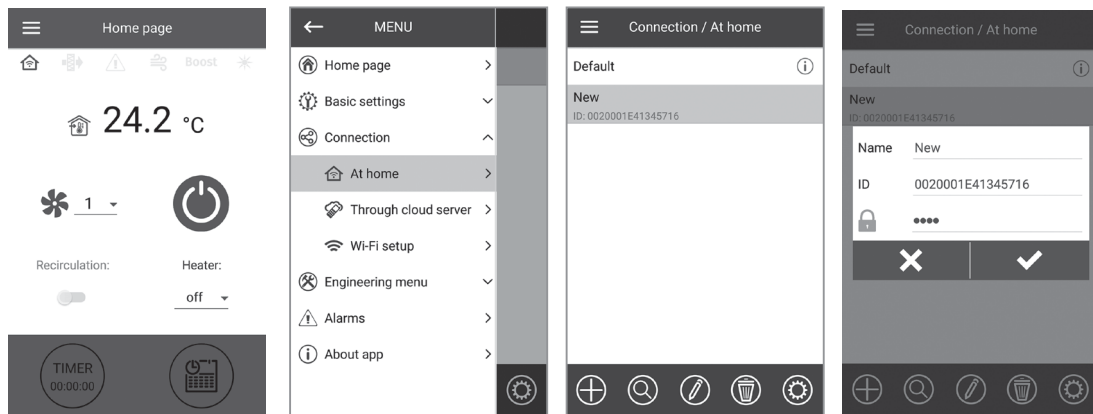 Home page
Boost
24.2 °C
1
Recirculation:
Heater:
off
TIMER
00:00:00
MENU
Home page
Basic settings
Connection
At home
Through cloud server
Wi-Fi setup
Engineering menu
Alarms
About app
Connection / At home
Default
New
ID: 0020001E41345716
Connection / At home
Default
New
ID: 0020001E41345716
Name New
ID 0020001E41345716
••••